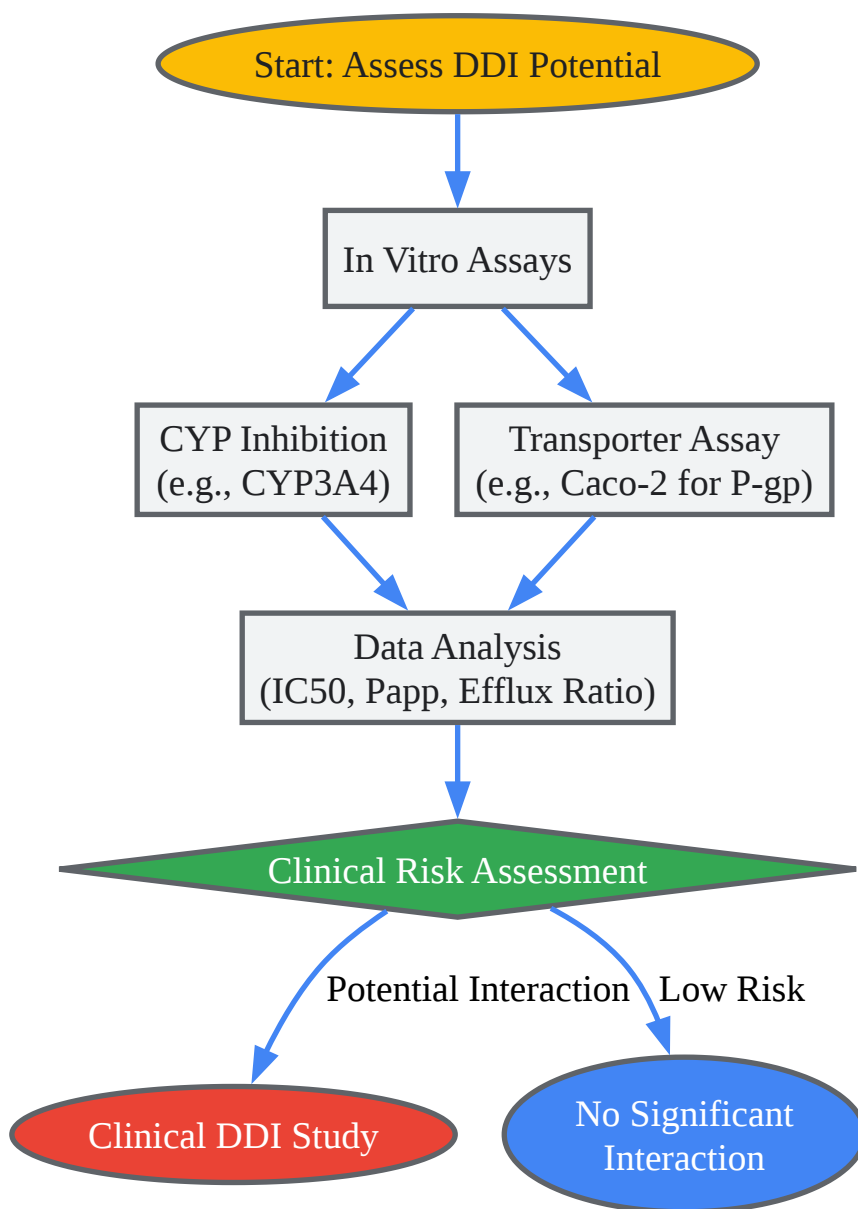 Start: Assess DDI Potential
In Vitro Assays
CYP Inhibition
(e.g., CYP3A4)
Transporter Assay
(e.g., Caco-2 for P-gp)
Data Analysis
(IC50, Papp, Efflux Ratio)
Clinical Risk Assessment
Potential Interaction
Low Risk
Clinical DDI Study
No Significant
Interaction